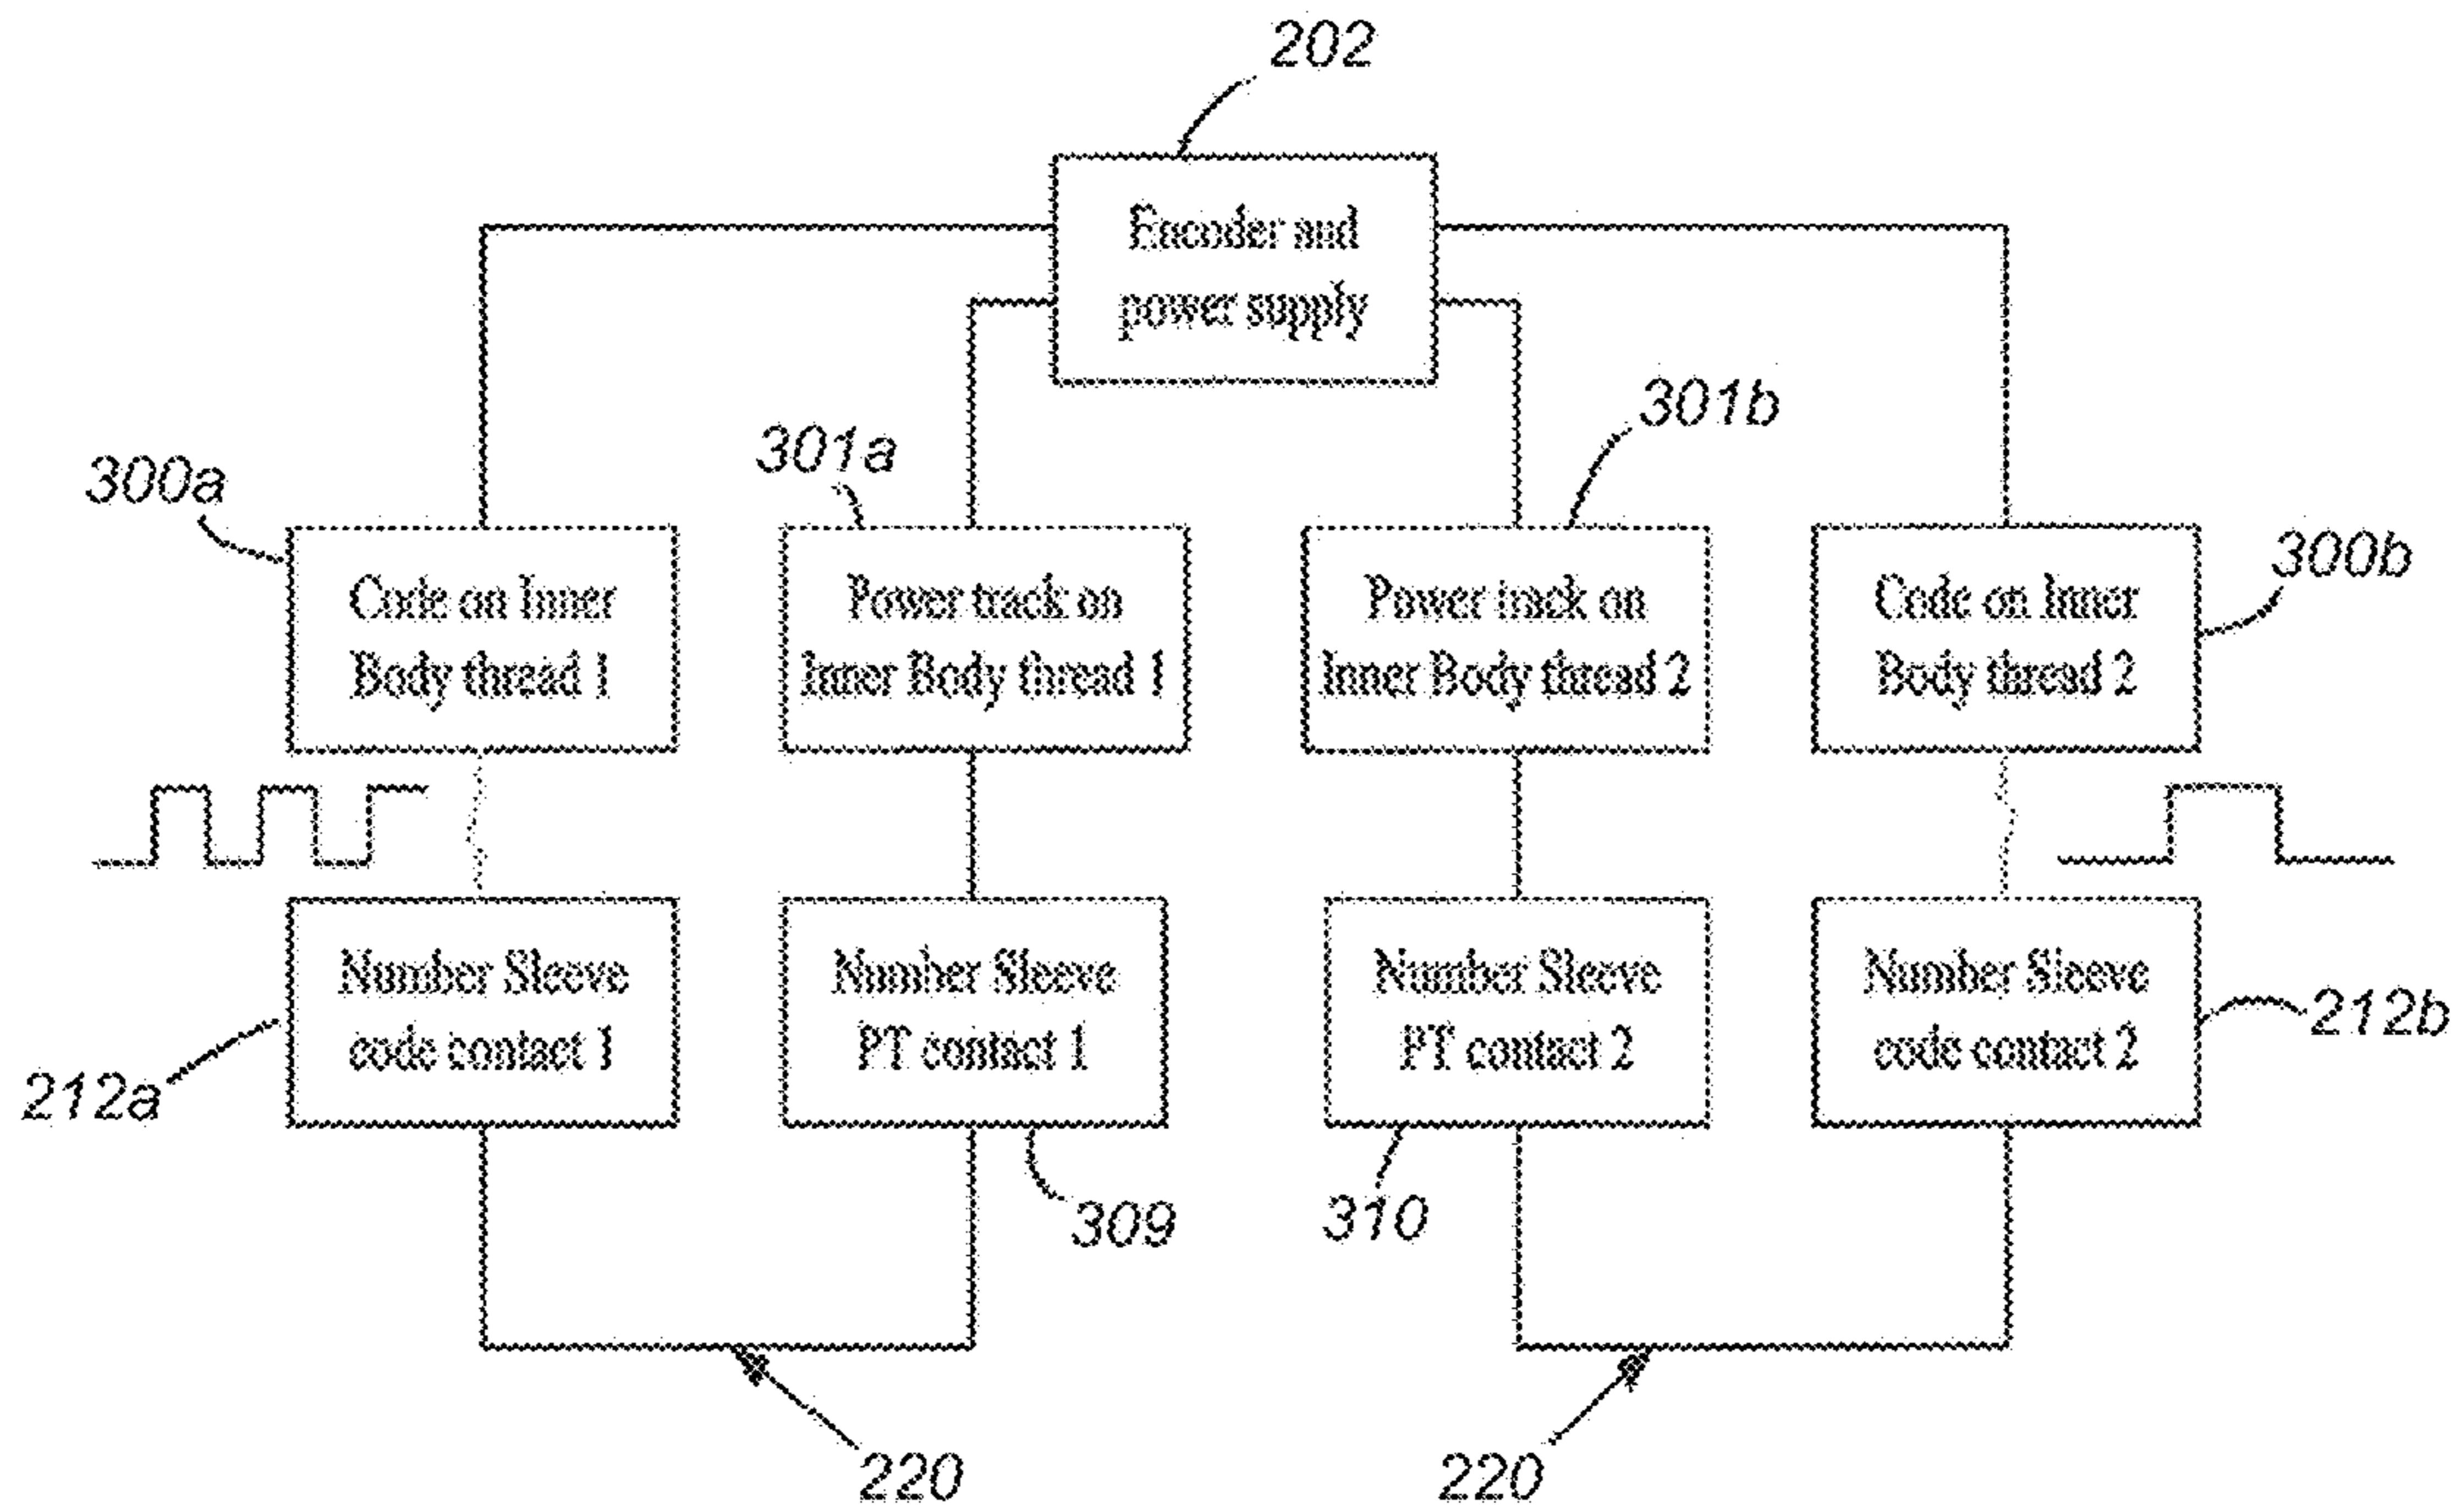 202
Encoder and
power supply
301b
301a
300a
300b
Code on Inner
Body thread 1
Power track on
Inner Body thread 1
Power track on
Inner Body thread 2
Code on Inner
Body thread 2
Number Sleeve
code contact 1
Number Sleeve
PT contact 1
Number Sleeve
PT contact 2
Number Sleeve
code contact 2
212a
212b
309
310
220
220